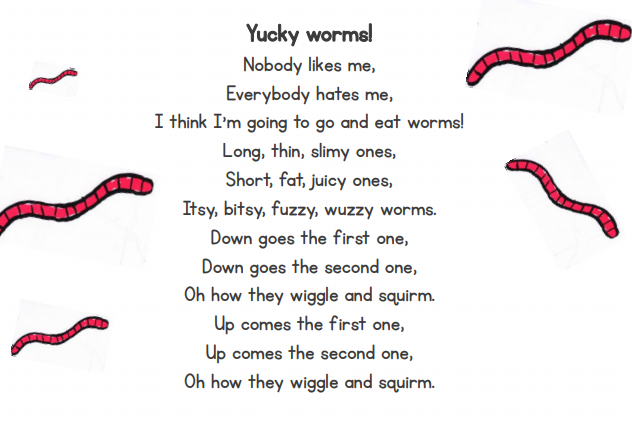 Yucky worms!
Nobody likes me,
Everybody hates me,
I think I'm going to go and eat worms!
Long, thin, slimy ones,
Short, fat, juicy ones,
Itsy, bitsy, fuzzy, wuzzy worms.
Down goes the first one,
Down goes the second one,
Oh how they wiggle and squirm.
Up comes the first one,
Up comes the second one,
Oh how they wiggle and squirm.